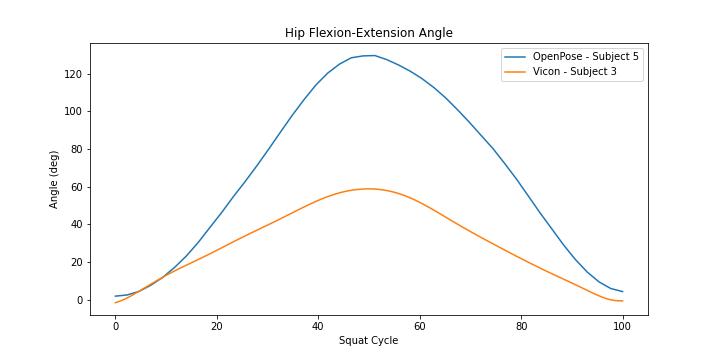 Hip Flexion-Extension Angle
OpenPose - Subject 5
Vicon - Subject 3
Angle (deg)
120
100
80
60
40
20
0
0 20 40 60 80 100
Squat Cycle